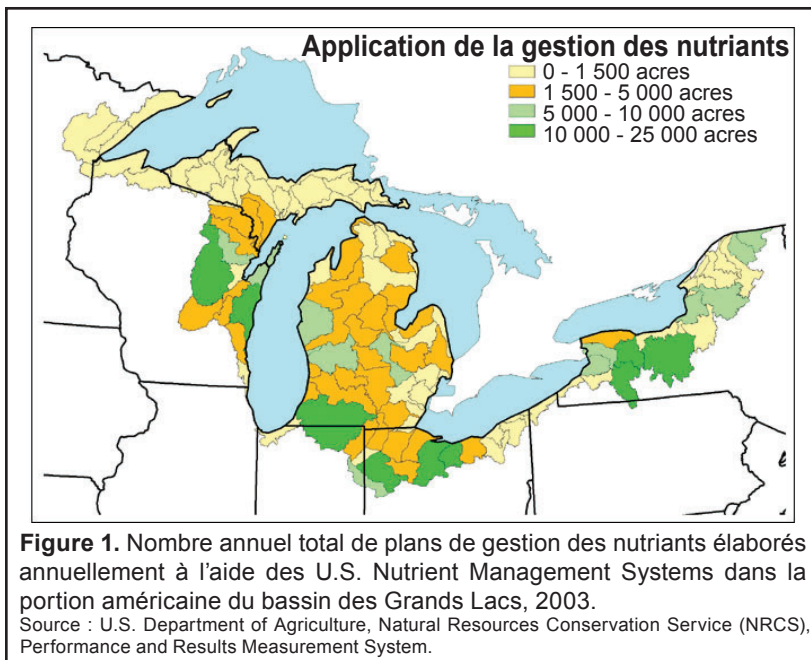 Application de la gestion des nutriants
0 - 1 500 acres
1 500 - 5 000 acres
5 000 - 10 000 acres
10 000 - 25 000 acres
Figure 1. Nombre annuel total de plans de gestion des nutriants élaborés
annuellement à l'aide des U.S. Nutrient Management Systems dans la
portion américaine du bassin des Grands Lacs, 2003.
Source : U.S. Department of Agriculture, Natural Resources Conservation Service (NRCS),
Performance and Results Measurement System.